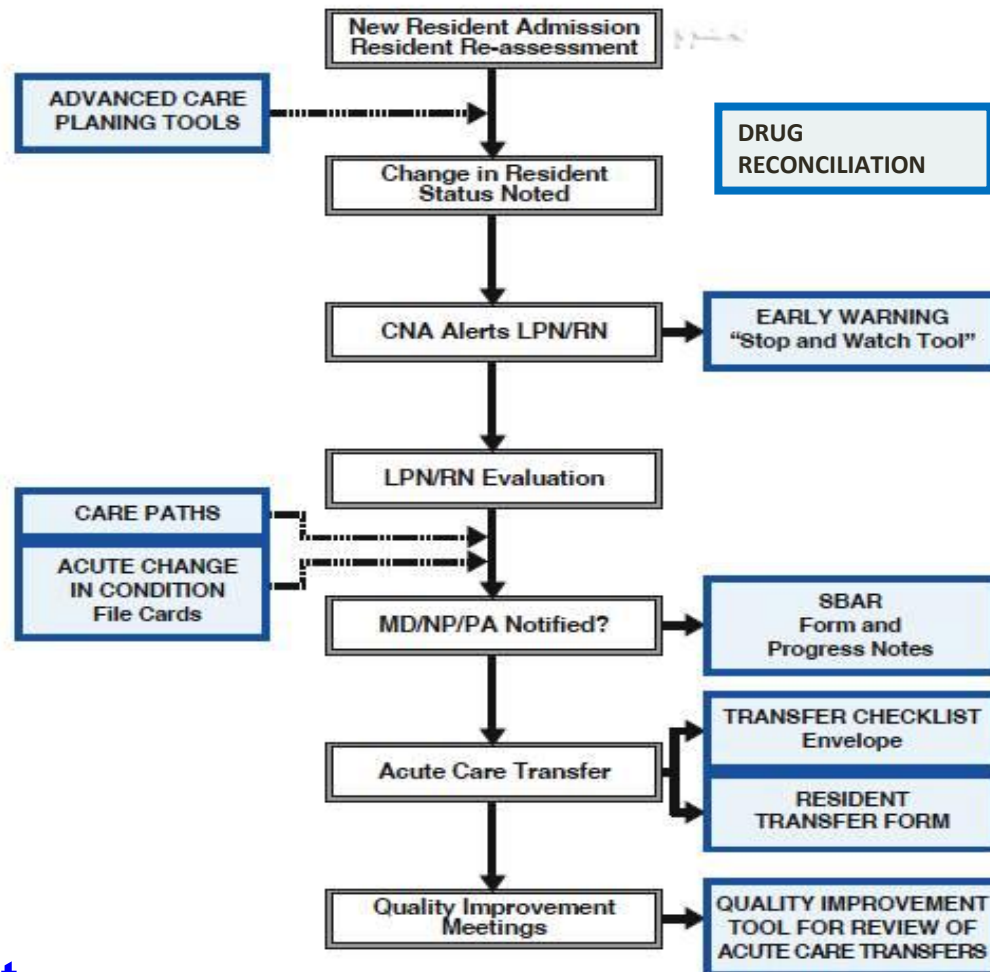 New Resident Admission
Resident Re-assessment
ADVANCED CARE
PLANING TOOLS
DRUG
RECONCILIATION
Change in Resident
Status Noted
CNA Alerts LPN/RN
EARLY WARNING
“Stop and Watch Tool”
LPN/RN Evaluation
CARE PATHS
ACUTE CHANGE
IN CONDITION
File Cards
MD/NP/PA Notified?
SBAR
Form and
Progress Notes
Acute Care Transfer
TRANSFER CHECKLIST
Envelope
RESIDENT
TRANSFER FORM
Quality Improvement
Meetings
QUALITY IMPROVEMENT
TOOL FOR REVIEW OF
ACUTE CARE TRANSFERS